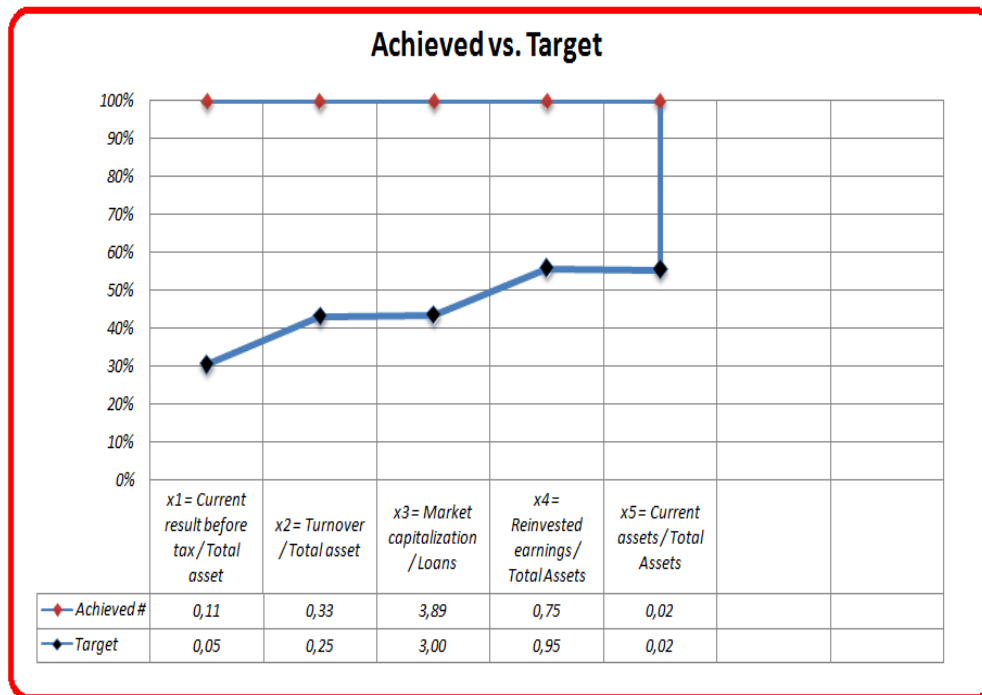 Achieved vs. Target
100%
90%
80%
70%
60%
50%
40%
30%
20%
10%
0%
x1= Current
result before
tax / Total
asset
x2= Turnover
/ Total asset
x3= Market
capitalization
/ Loans
x4=
Reinvested
earnings /
Total Assets
x5= Current
assets / Total
Assets
Achieved # 0,11 0,33 3,89 0,75 0,02
Target 0,05 0,25 3,00 0,95 0,02